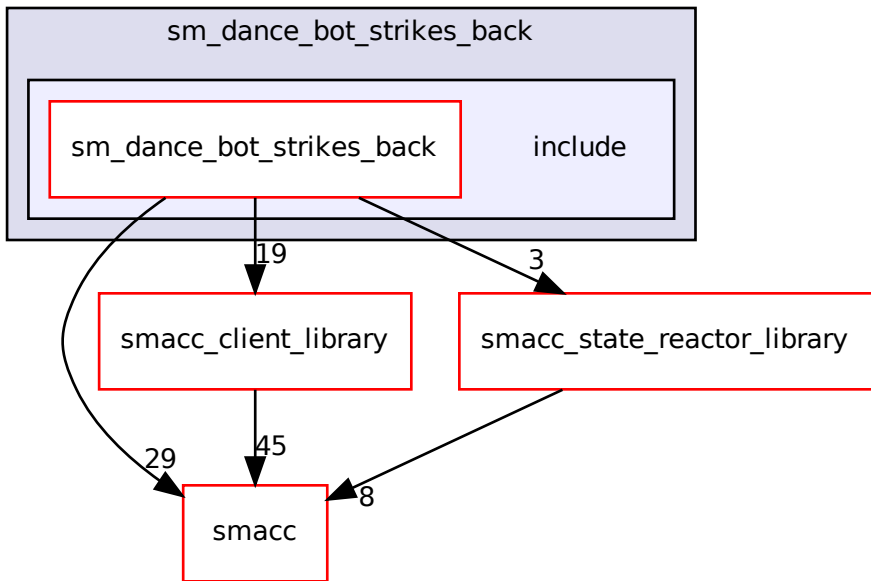 sm_dance_bot_strikes_back
sm_dance_bot_strikes_back
include
19
3
smacc_client_library
smacc_state_reactor_library
29
45
8
smacc